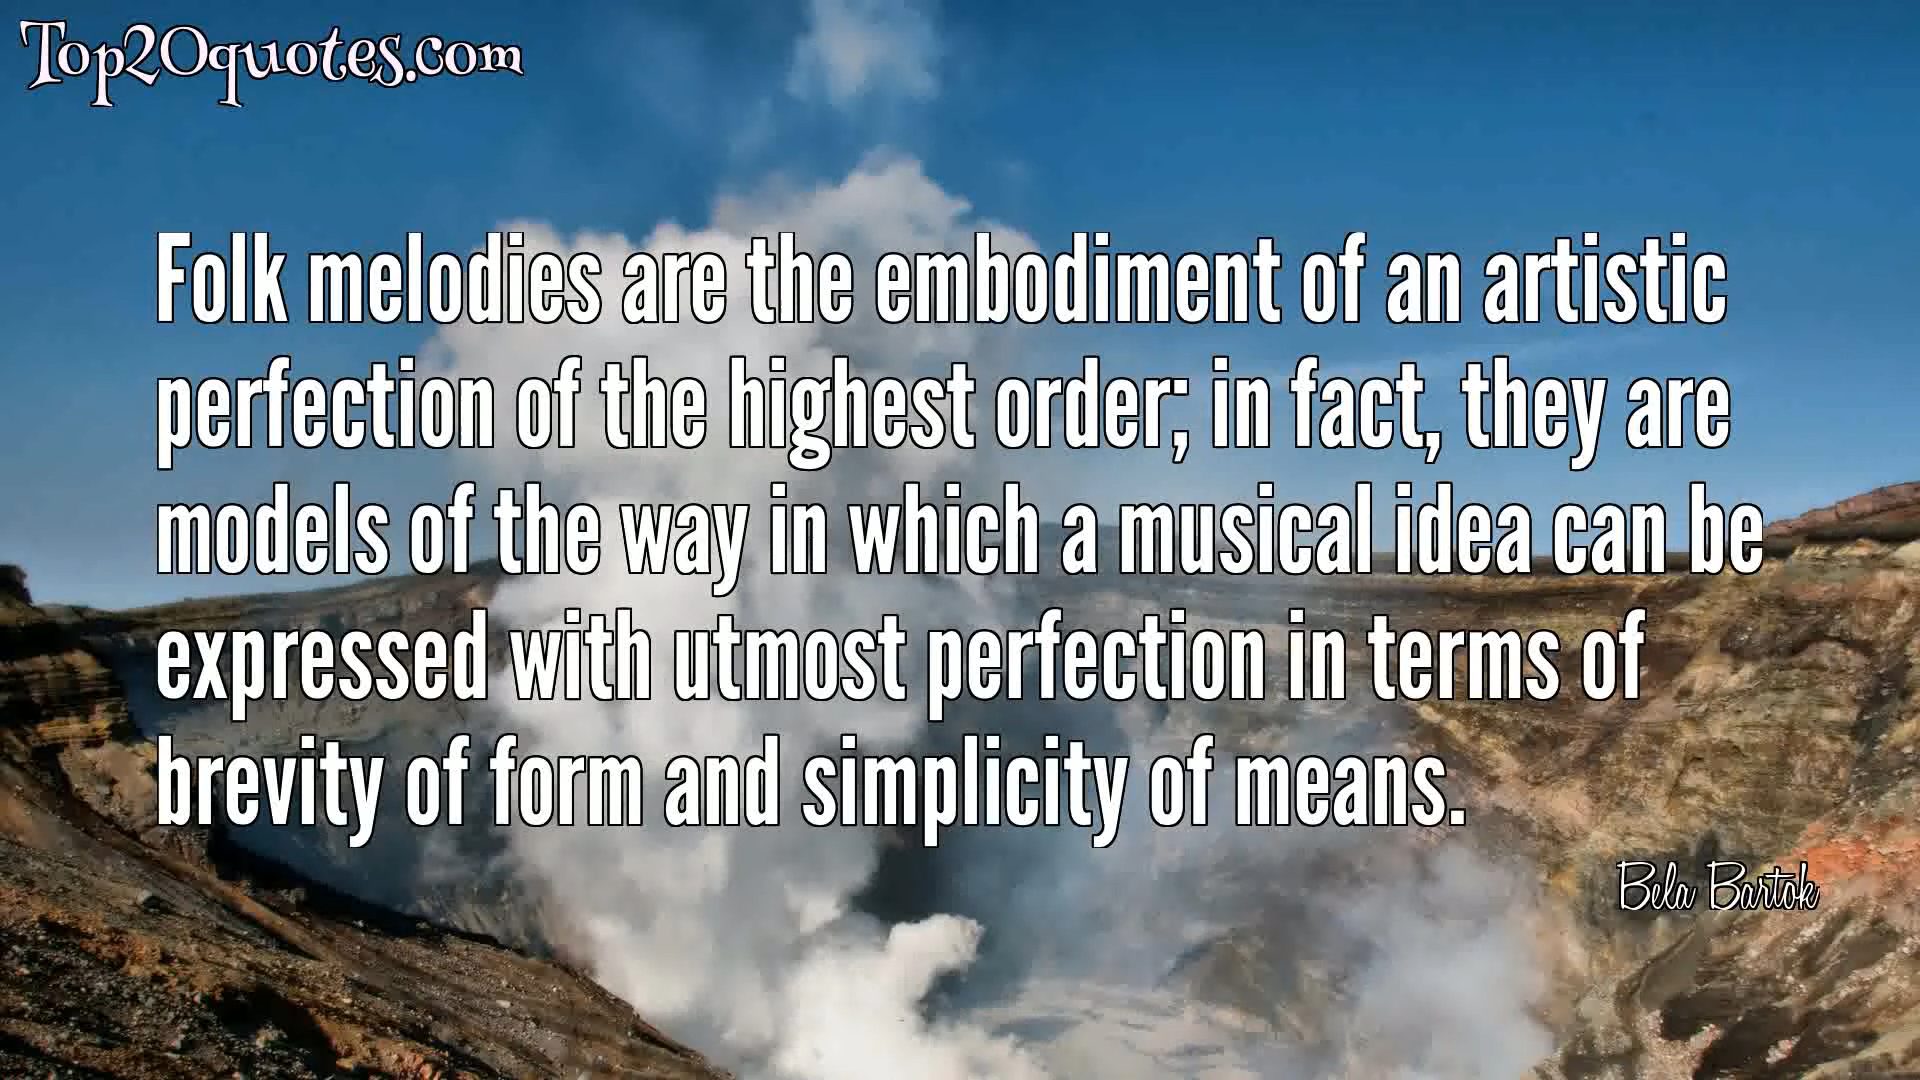 Top20quotes.com
Folk melodies are the embodiment of an artistic
perfection of the highest order; in fact, they are
models of the way in which a musical idea can be
expressed with utmost perfection in terms of
brevity of form and simplicity of means.
Bela Bartok